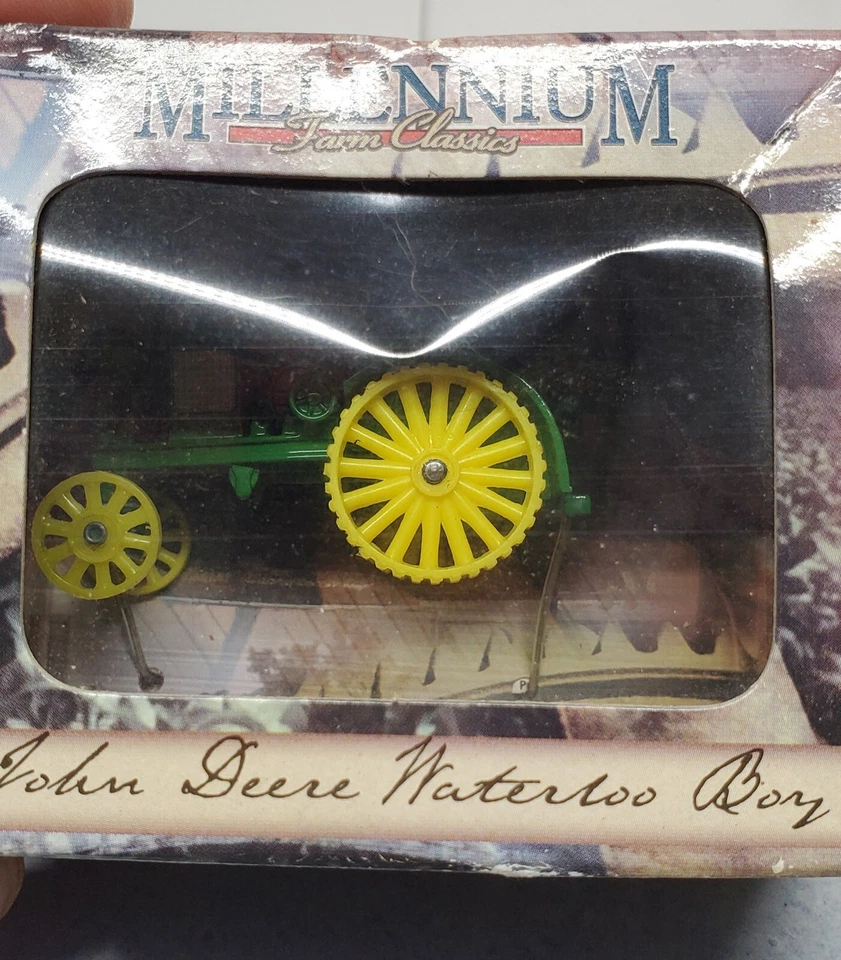 MILLENNIUM
Farm Classics
P
John Deere Waterloo Boy